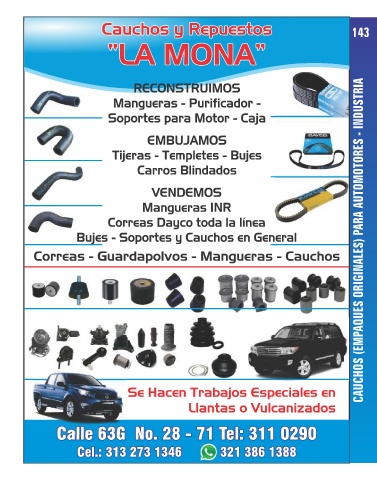 Cauchos y Repuestos
"LA MONA"
RECONSTRUIMOS
Mangueras - Purificador -
Soportes para Motor - Caja
EMBUJAMOS
Tijeras - Templetes - Bujes
Carros Blindados
VENDEMOS
Mangueras INR
Correas Dayco toda la línea
Bujes - Soportes y Cauchos en General
Correas - Guardapolvos - Mangueras - Cauchos
DAYCO
Se Hacen Trabajos Especiales en
Llantas o Vulcanizados
Calle 63G No. 28 - 71 Tel: 311 0290
Cel.: 313 273 1346 321 386 1388
143
CAUCHOS (EMPAQUES ORIGINALES) PARA AUTOMOTORES - INDUSTRIA